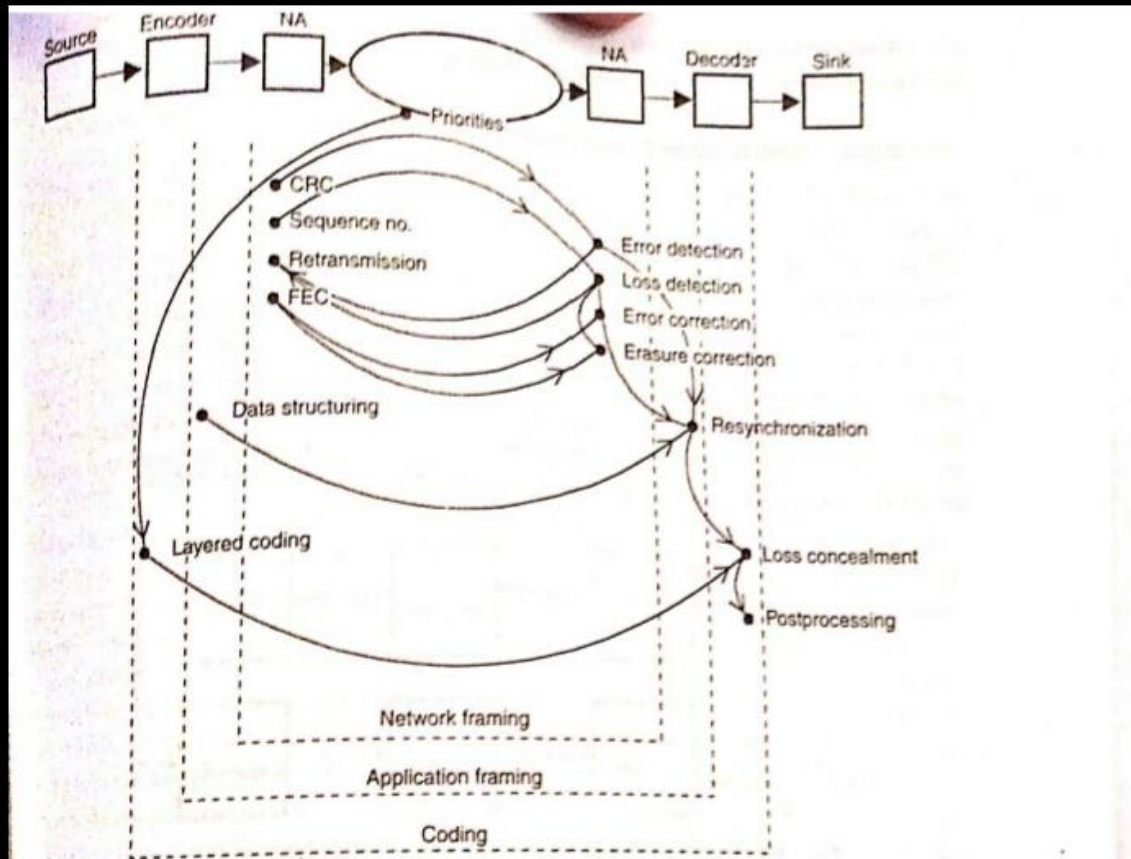 Source
Encoder
NA
NA
Decoder
Sink
Priorities
CRC
Sequence no.
Retransmission
FEC
Error detection
Loss detection
Error correction
Erasure correction
Data structuring
Resynchronization
Layered coding
Loss concealment
Postprocessing
Network framing
Application framing
Coding